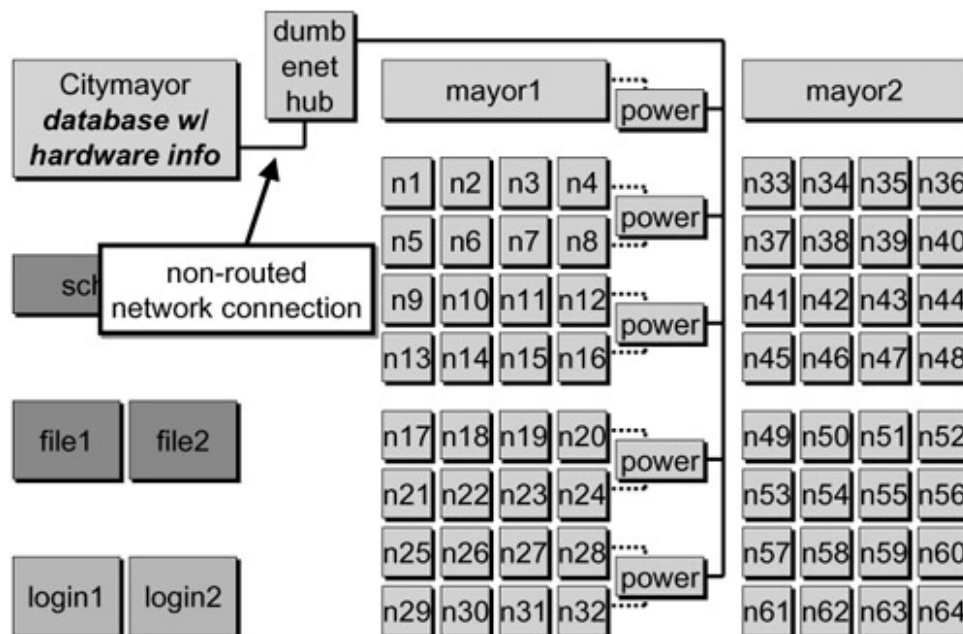 dumb
enet
hub
Citymayor
database w/
hardware info
mayor1
power
mayor2
n1 n2 n3 n4
power
n33 n34 n35 n36
n5 n6 n7 n8
n37 n38 n39 n40
sch
non-routed
network connection
n9 n10 n11 n12
power
n41 n42 n43 n44
n13 n14 n15 n16
n45 n46 n47 n48
file1 file2
n17 n18 n19 n20
power
n49 n50 n51 n52
n21 n22 n23 n24
n53 n54 n55 n56
login1 login2
n25 n26 n27 n28
power
n57 n58 n59 n60
n29 n30 n31 n32
n61 n62 n63 n64